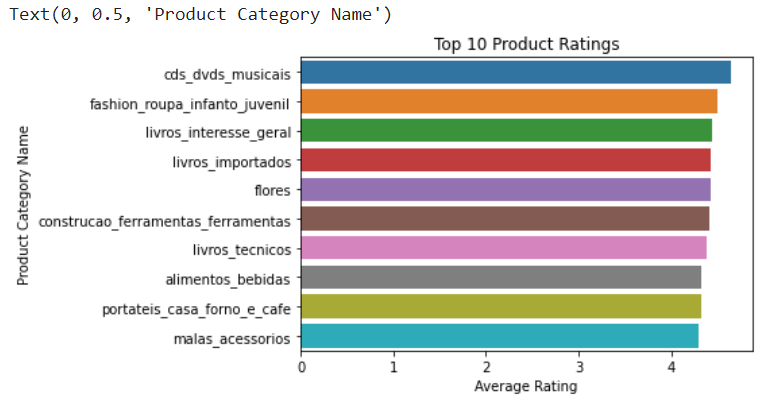 Text(0, 0.5, 'Product Category Name')
Top 10 Product Ratings
Product Category Name
cds_dvds_musicais
fashion_roupa_infanto_juvenil
livros_interesse_geral
livros_importados
flores
construcao_ferramentas_ferramentas
livros_tecnicos
alimentos_bebidas
portateis_casa_forno_e_cafe
malas_acessorios
0 1 2 3 4
Average Rating